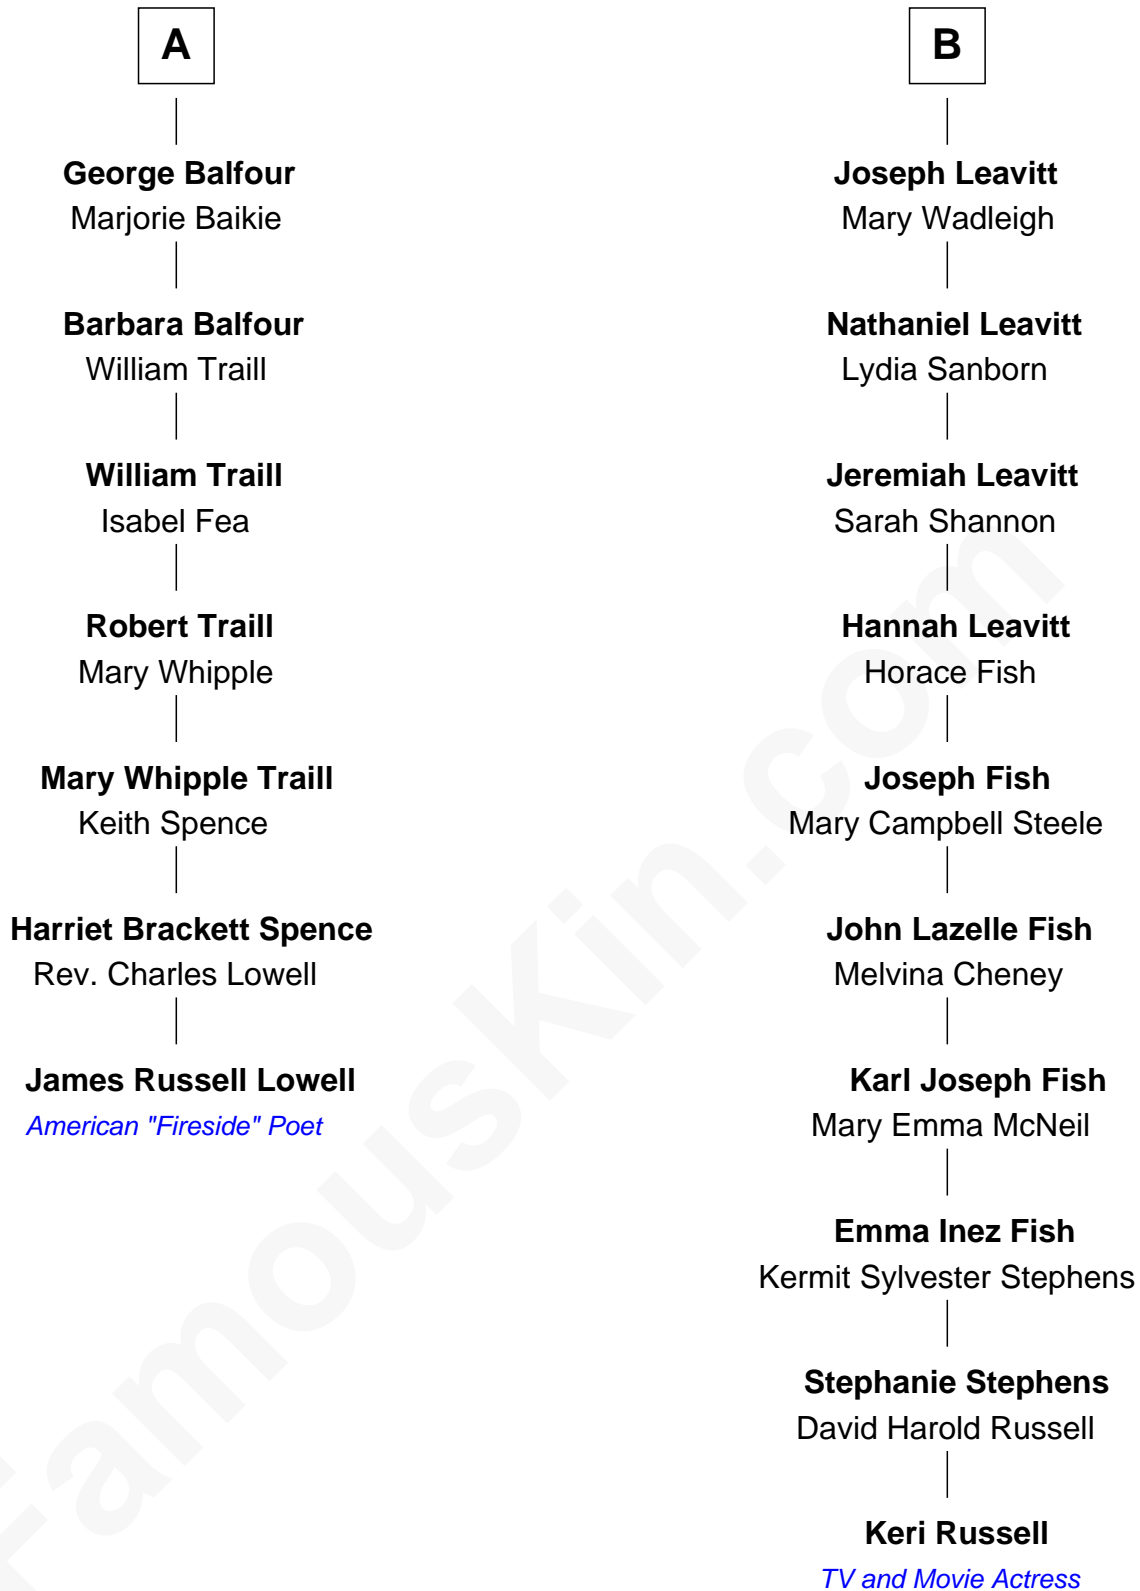 A
George Balfour
Marjorie Baikie
Barbara Balfour
William Traill
William Traill
Isabel Fea
Robert Traill
Mary Whipple
Mary Whipple Traill
Keith Spence
Harriet Brackett Spence
Rev. Charles Lowell
James Russell Lowell
American "Fireside" Poet
B
Joseph Leavitt
Mary Wadleigh
Nathaniel Leavitt
Lydia Sanborn
Jeremiah Leavitt
Sarah Shannon
Hannah Leavitt
Horace Fish
Joseph Fish
Mary Campbell Steele
John Lazelle Fish
Melvina Cheney
Karl Joseph Fish
Mary Emma McNeil
Emma Inez Fish
Kermit Sylvester Stephens
Stephanie Stephens
David Harold Russell
Keri Russell
TV and Movie Actress
FamousKin.com